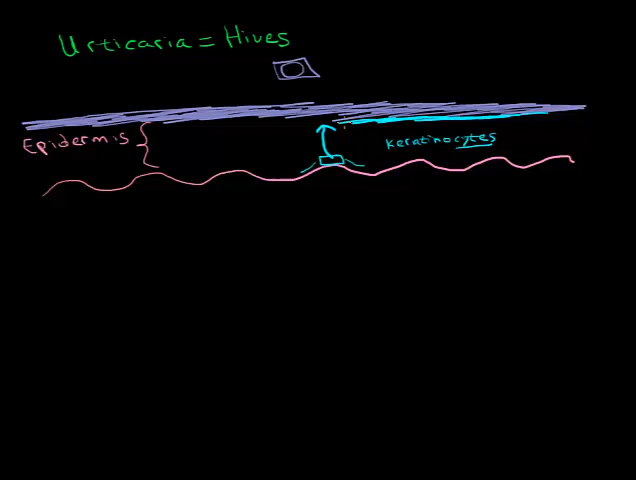 Urticaria = Hives
Epidermis
Keratinocytes